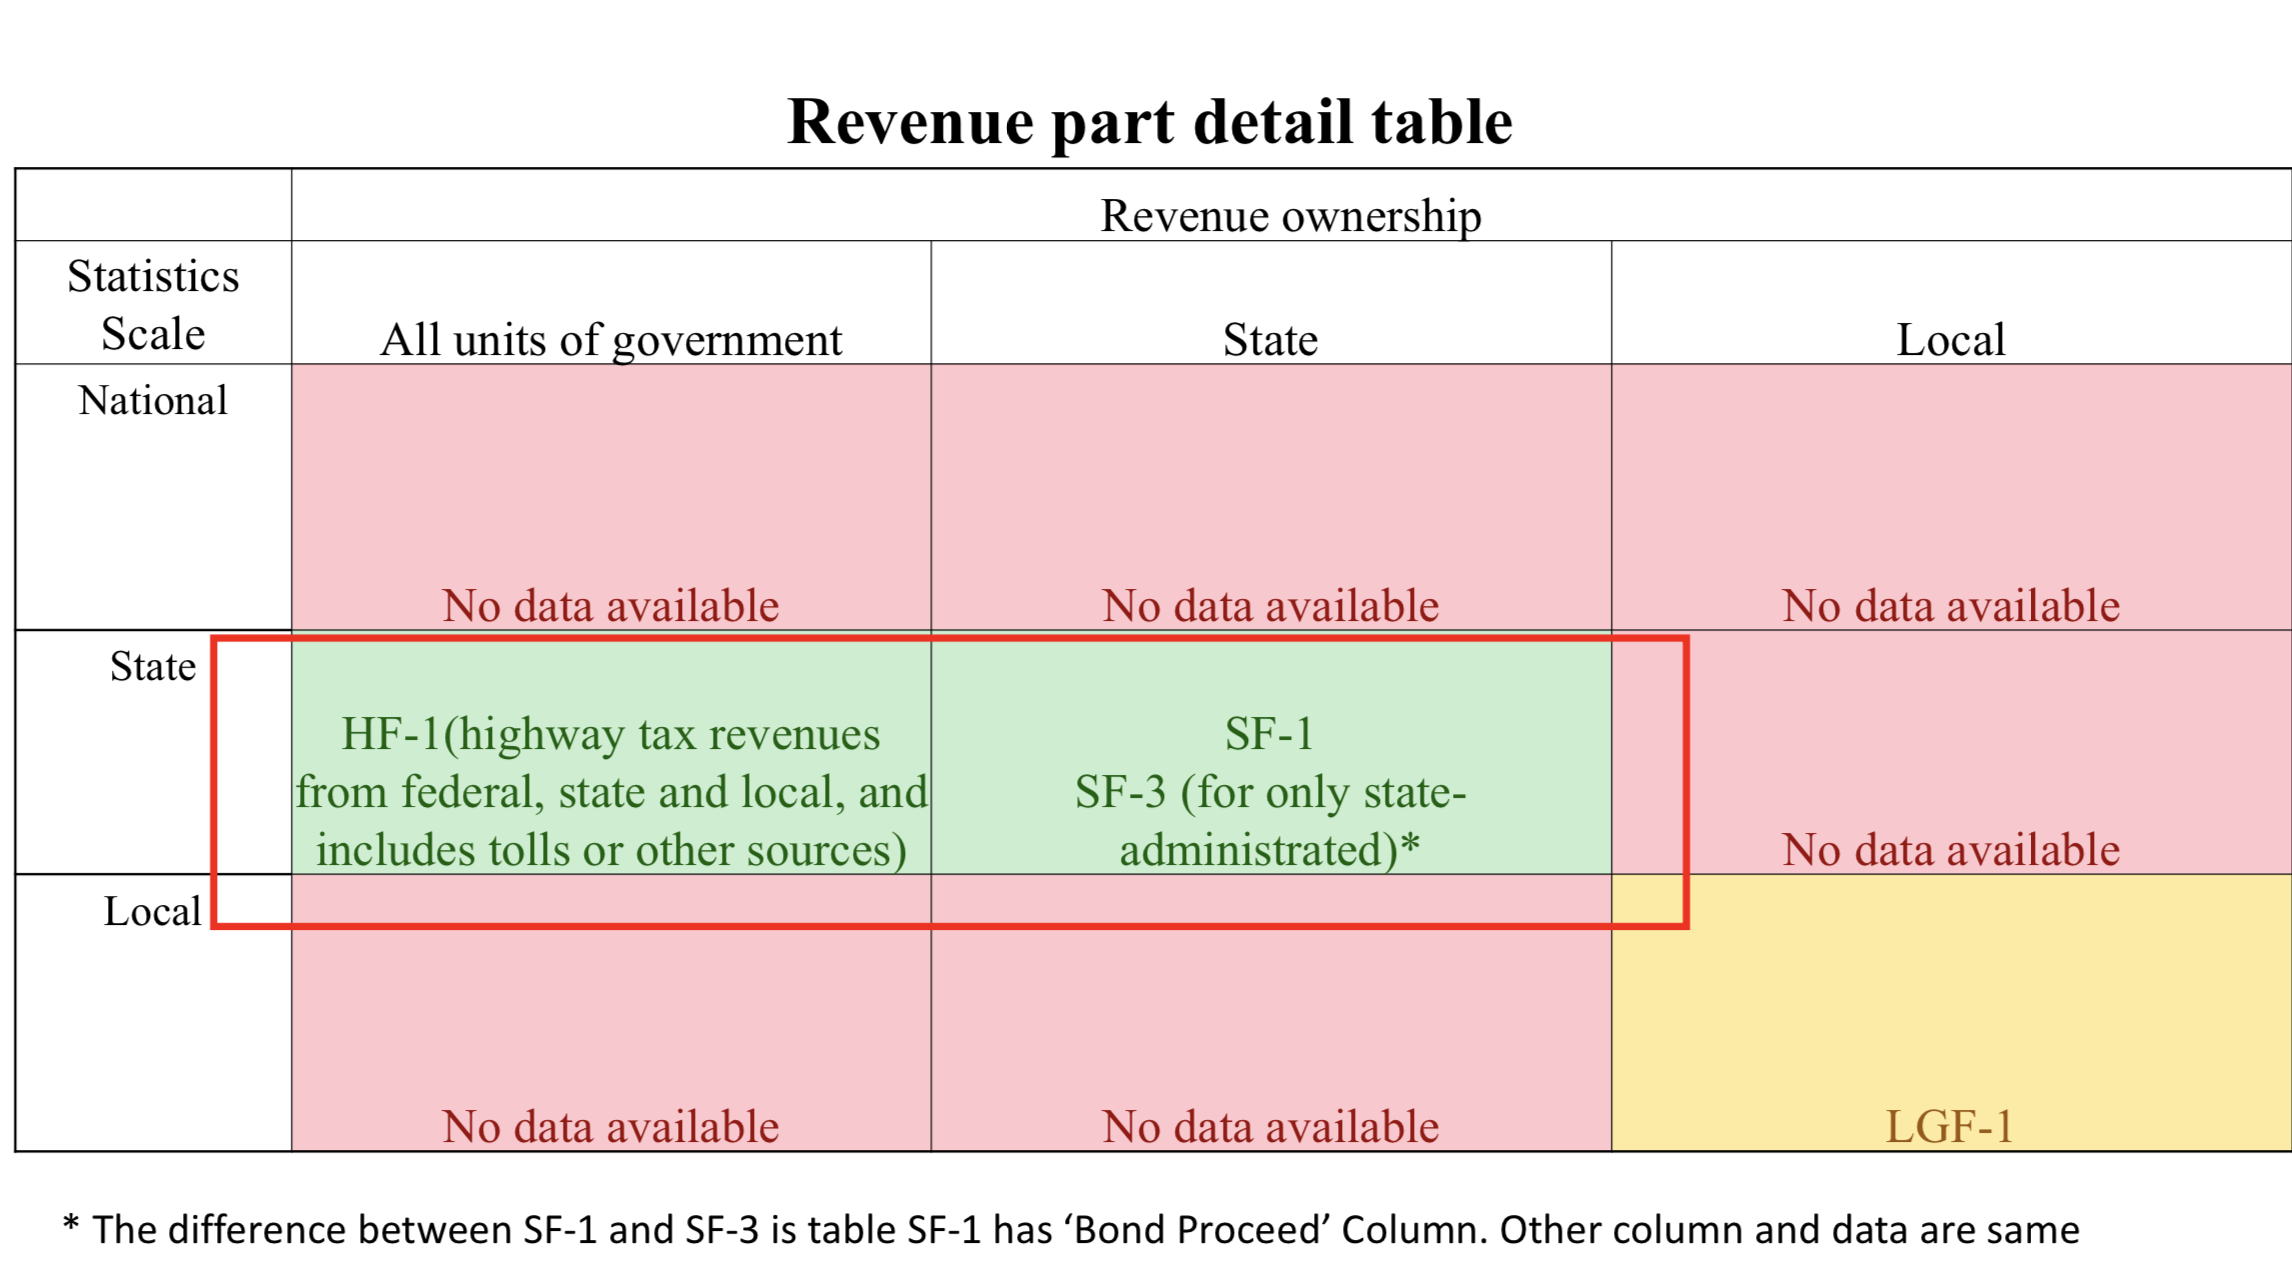 Revenue part detail table
Revenue ownership
Statistics
Scale
All units of government
State
Local
National
No data available
No data available
No data available
State
HF-1(highway tax revenues
from federal, state and local, and
includes tolls or other sources)
SF-1
SF-3 (for only state-
administrated)*
No data available
Local
No data available
No data available
LGF-1
* The difference between SF-1 and SF-3 is table SF-1 has ‘Bond Proceed’ Column. Other column and data are same